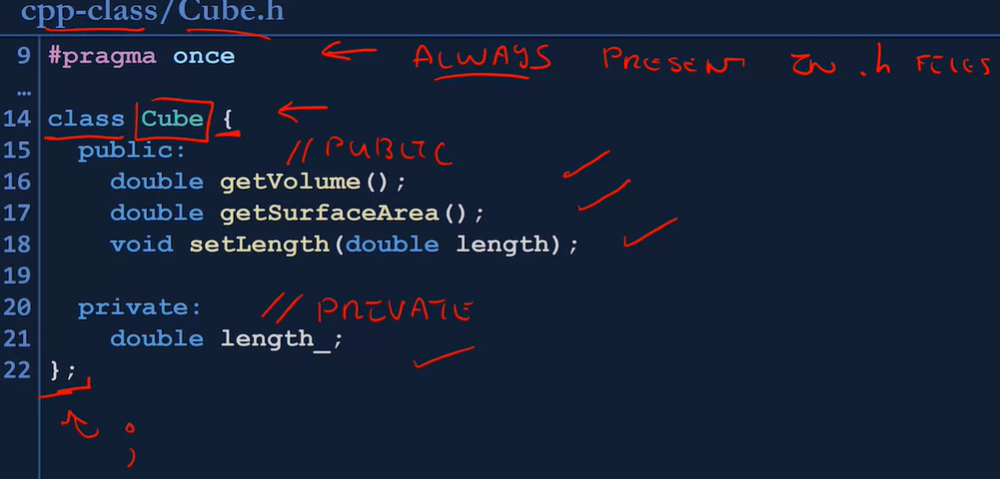 cpp-class/Cube.h
9 #pragma once ← ALWAYS PRESENT IN .h FILES
…
14 class Cube { ←
15 public: // PUBLIC
16 double getVolume();
17 double getSurfaceArea();
18 void setLength(double length);
19
20 private: // PRIVATE
21 double length_;
22 };
;